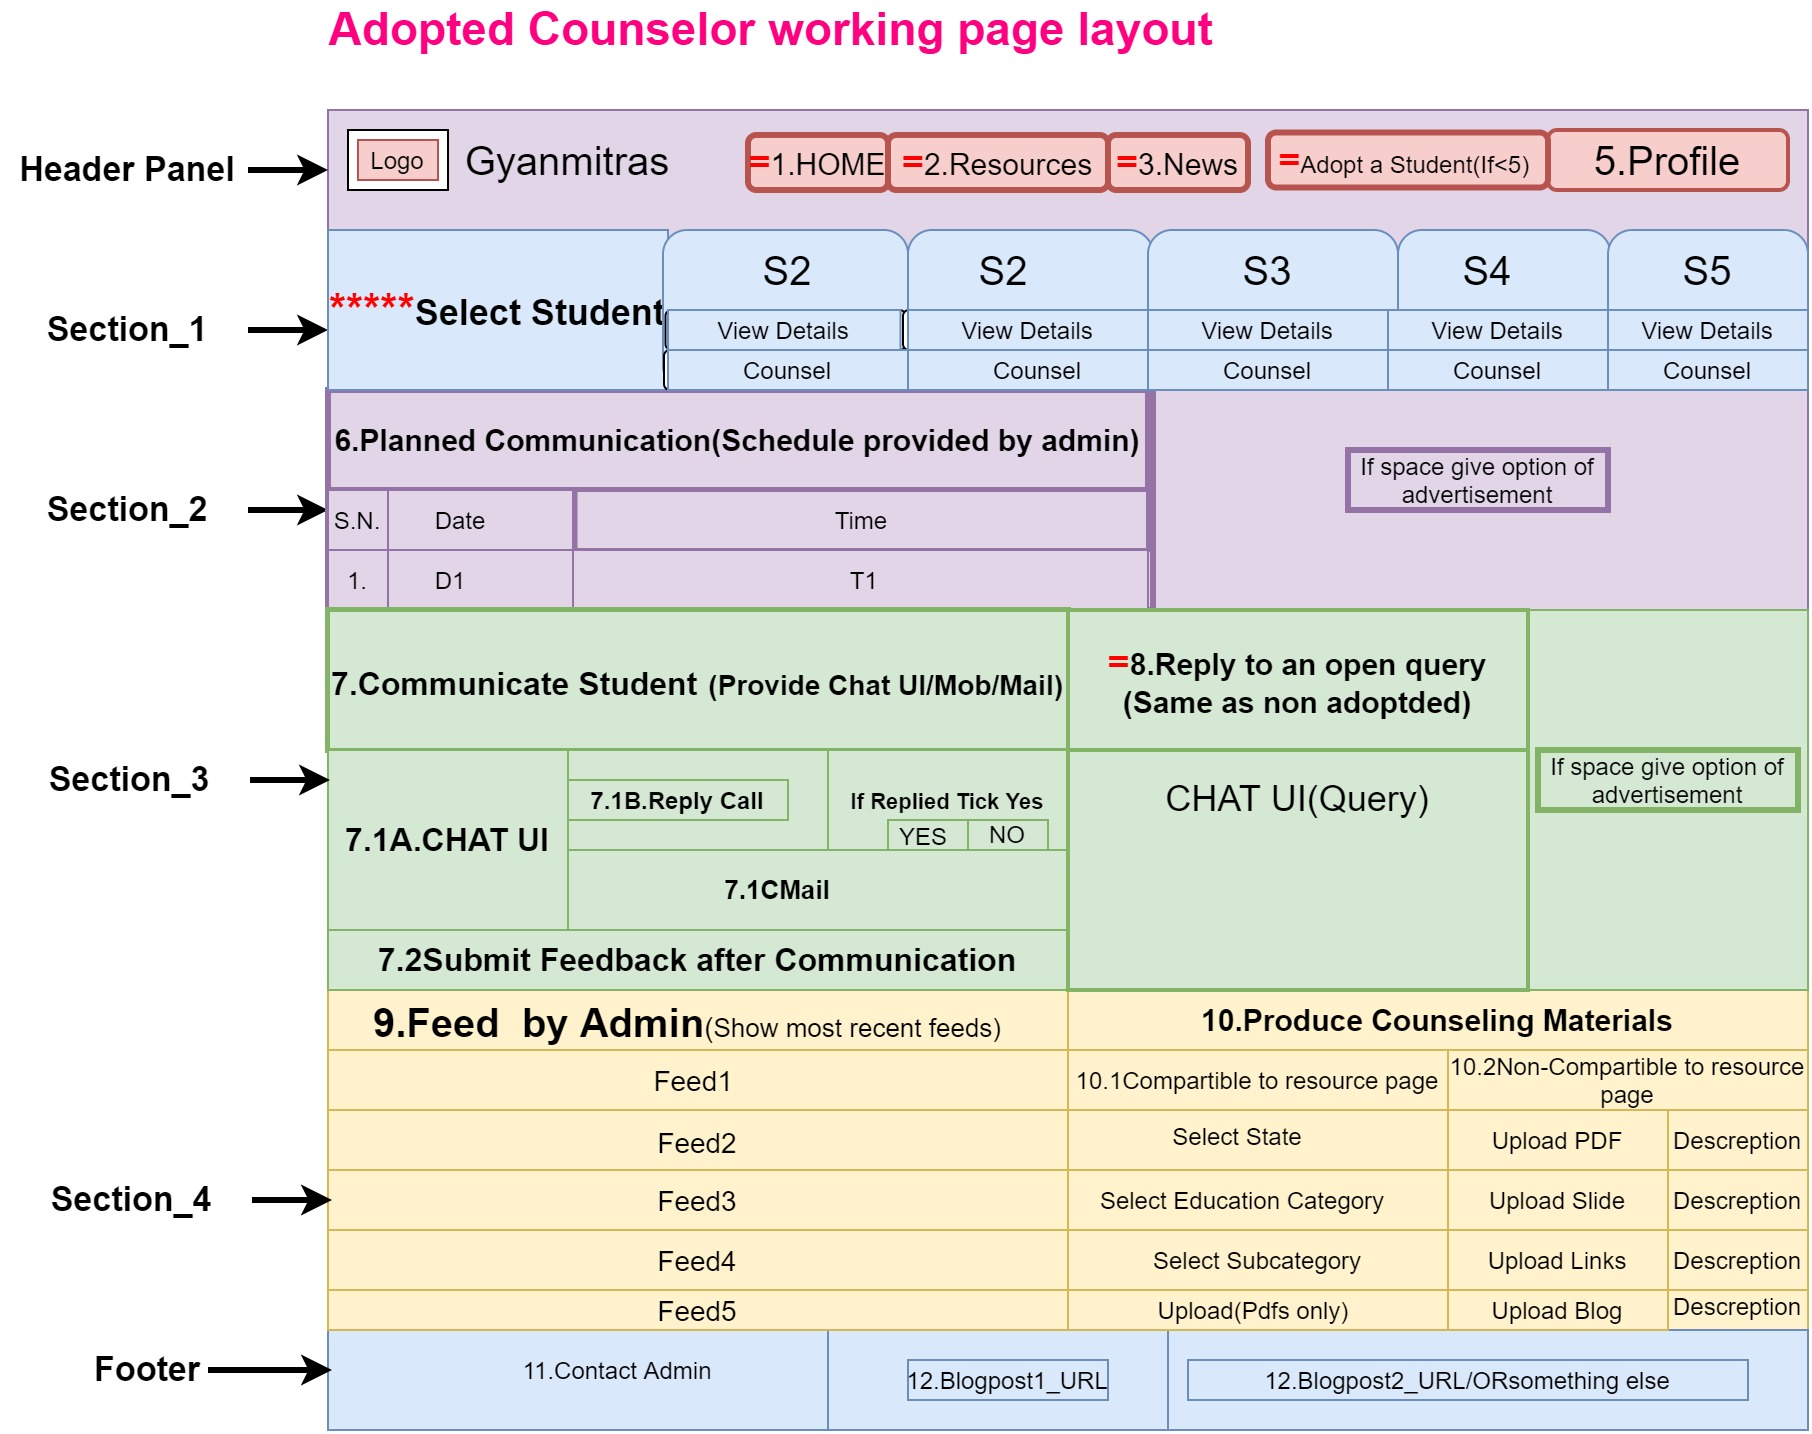 Adopted Counselor working page layout
Header Panel
Logo
Gyanmitras
=1.HOME
=2.Resources
=3.News
=Adopt a Student(If<5)
5.Profile
Section_1
*****Select Student
S2
S2
S3
S4
S5
View Details
View Details
View Details
View Details
View Details
Counsel
Counsel
Counsel
Counsel
Counsel
Section_2
6.Planned Communication(Schedule provided by admin)
S.N.
Date
Time
1.
D1
T1
If space give option of
advertisement
Section_3
7.Communicate Student (Provide Chat UI/Mob/Mail)
=8.Reply to an open query
(Same as non adoptded)
7.1A.CHAT UI
7.1B.Reply Call
If Replied Tick Yes
YES
NO
7.1CMail
7.2Submit Feedback after Communication
CHAT UI(Query)
If space give option of
advertisement
Section_4
9.Feed  by Admin(Show most recent feeds)
Feed1
Feed2
Feed3
Feed4
Feed5
10.Produce Counseling Materials
10.1Compartible to resource page
10.2Non-Compartible to resource
page
Select State
Upload PDF
Descreption
Select Education Category
Upload Slide
Descreption
Select Subcategory
Upload Links
Descreption
Upload(Pdfs only)
Upload Blog
Descreption
Footer
11.Contact Admin
12.Blogpost1_URL
12.Blogpost2_URL/ORsomething else